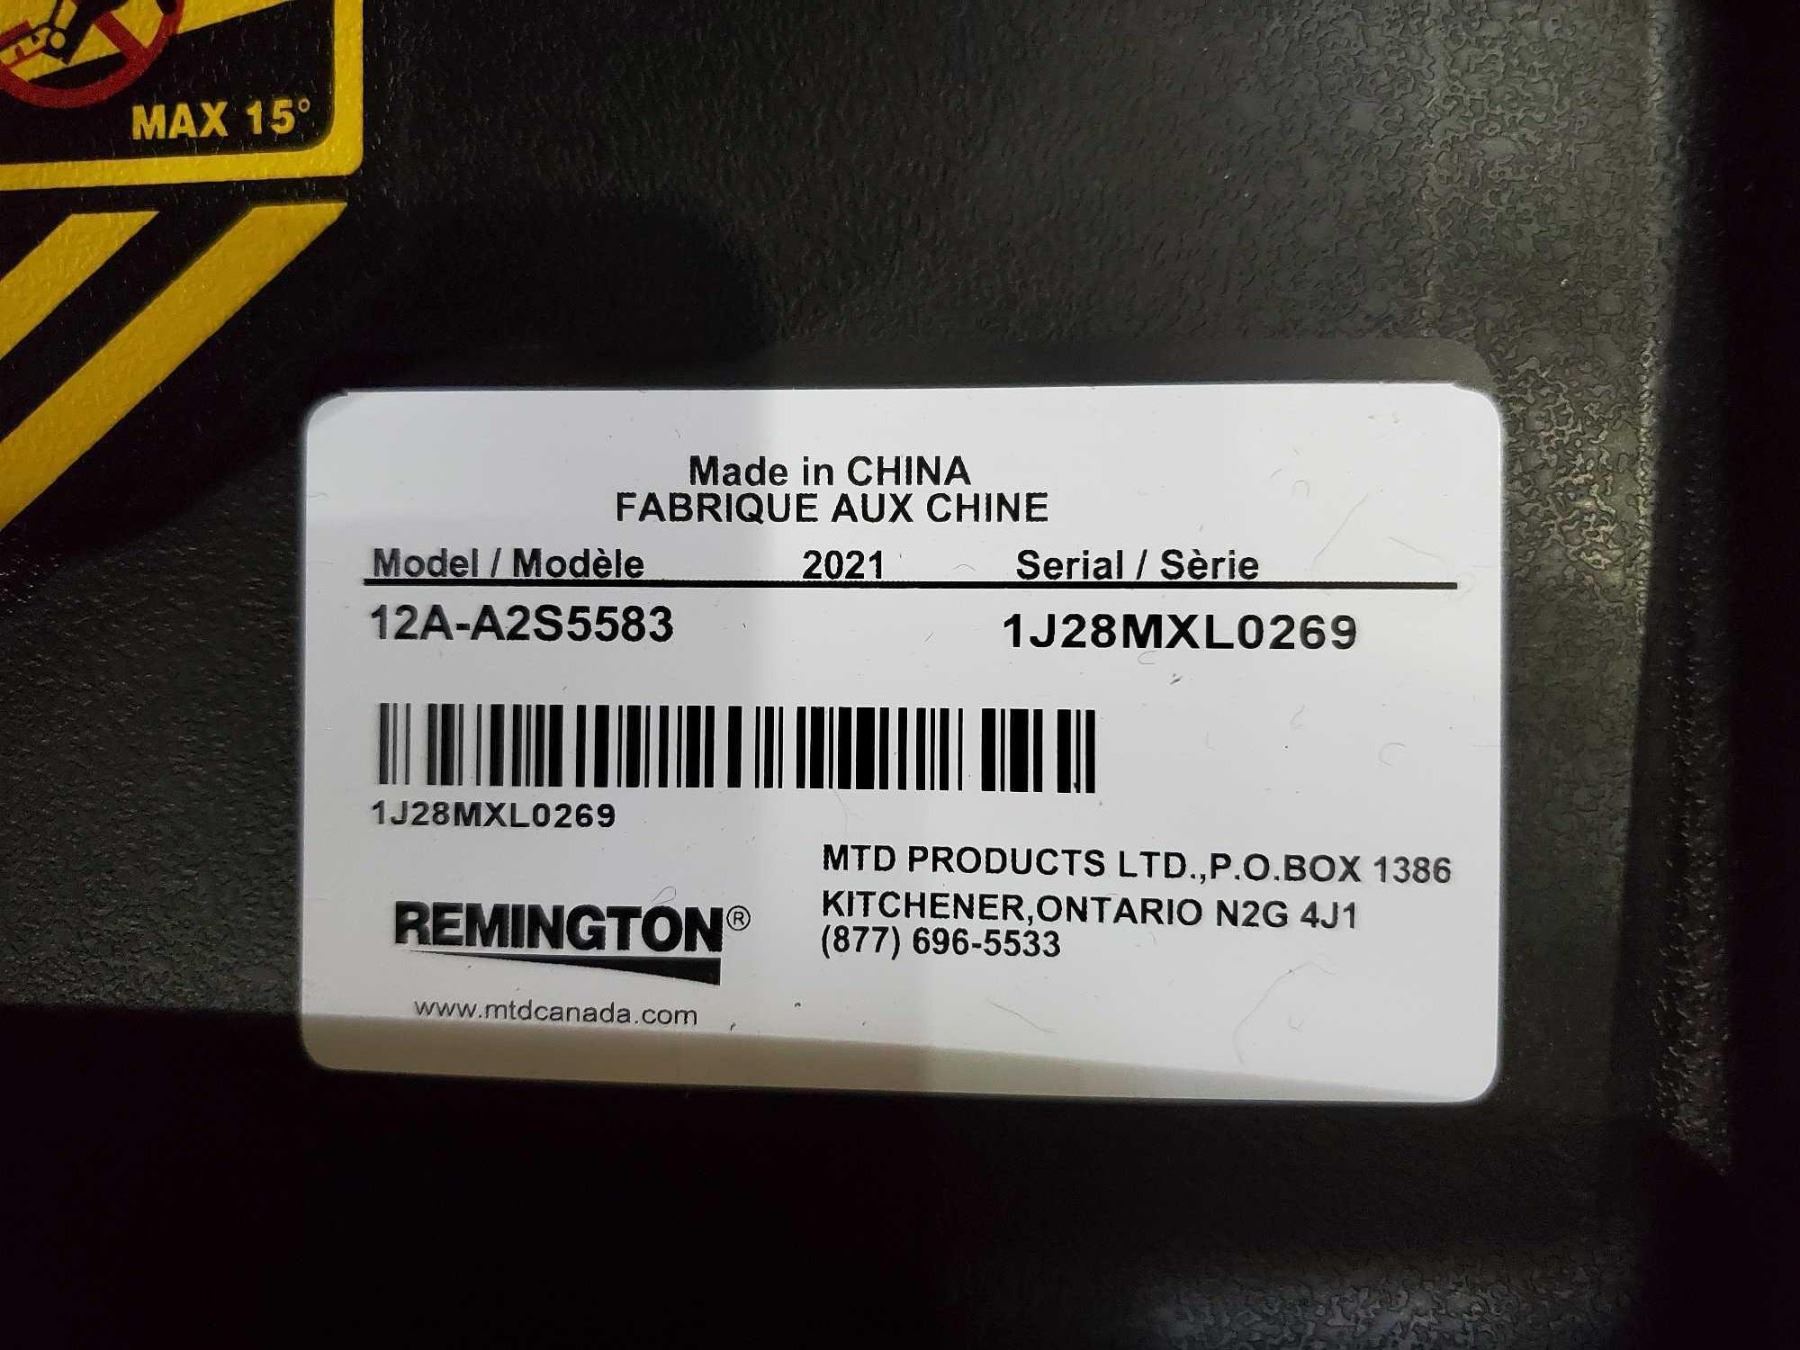 MAX 15°
Made in CHINA
FABRIQUE AUX CHINE
Model / Modèle 2021 Serial / Sèrie
12A-A2S5583 1J28MXL0269
1J28MXL0269
MTD PRODUCTS LTD.,P.O.BOX 1386
KITCHENER,ONTARIO N2G 4J1
(877) 696-5533
REMINGTON®
www.mtdcanada.com